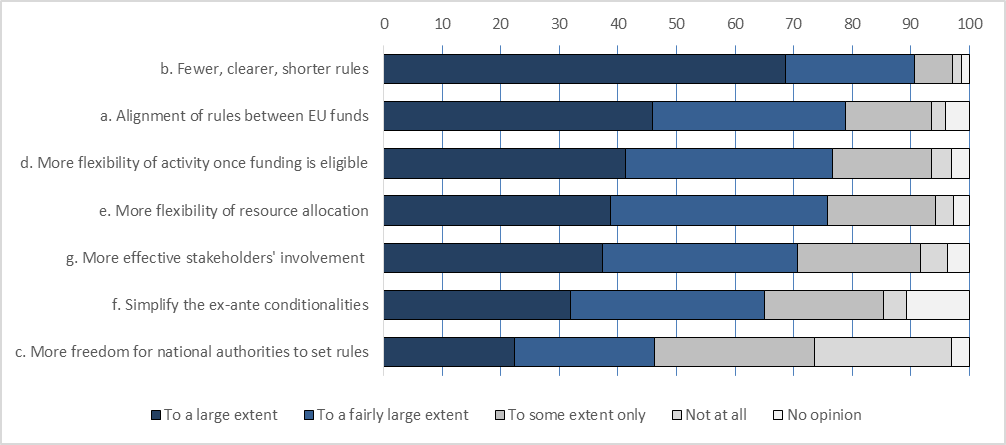 0 10 20 30 40 50 60 70 80 90 100
b. Fewer, clearer, shorter rules
a. Alignment of rules between EU funds
d. More flexibility of activity once funding is eligible
e. More flexibility of resource allocation
g. More effective stakeholders' involvement
f. Simplify the ex-ante conditionalities
c. More freedom for national authorities to set rules
To a large extent To a fairly large extent To some extent only Not at all No opinion